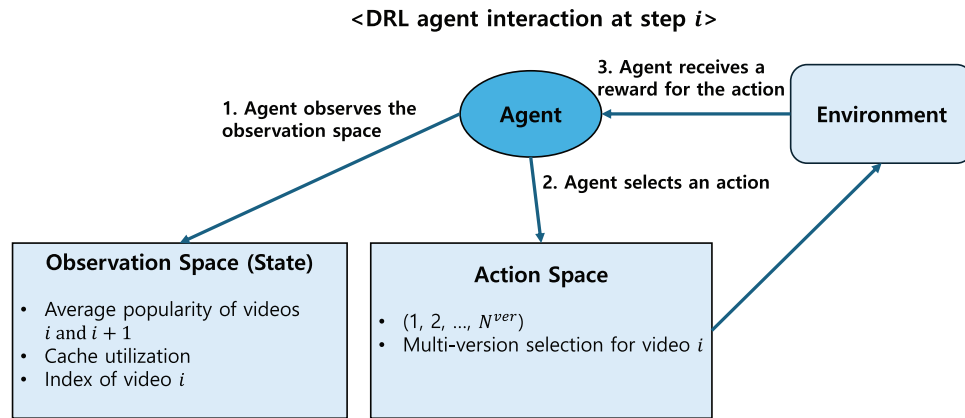 <DRL agent interaction at step i>
3. Agent receives a
reward for the action
1. Agent observes the
observation space
Agent
Environment
2. Agent selects an action
Observation Space (State)
• Average popularity of videos
i and i + 1
• Cache utilization
• Index of video i
Action Space
• (1, 2, …, N^ver)
• Multi-version selection for video i